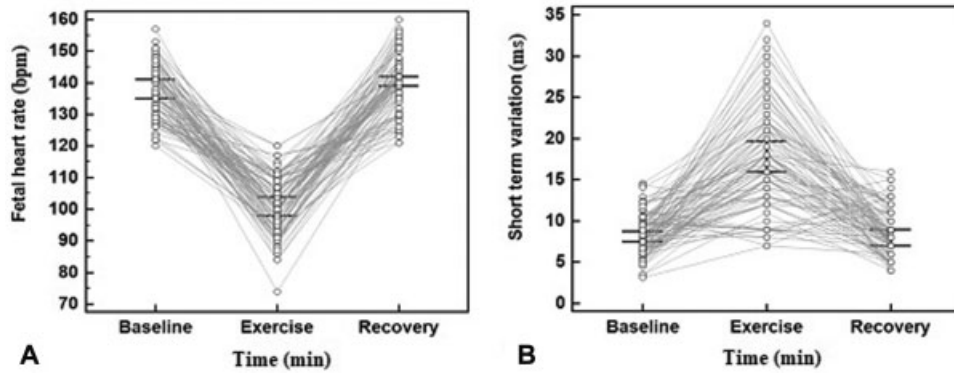 Fetal heart rate (bpm)
160
150
140
130
120
110
100
90
80
70
Baseline Exercise Recovery
Time (min)
A
Short term variation (ms)
35
30
25
20
15
10
5
0
Baseline Exercise Recovery
Time (min)
B